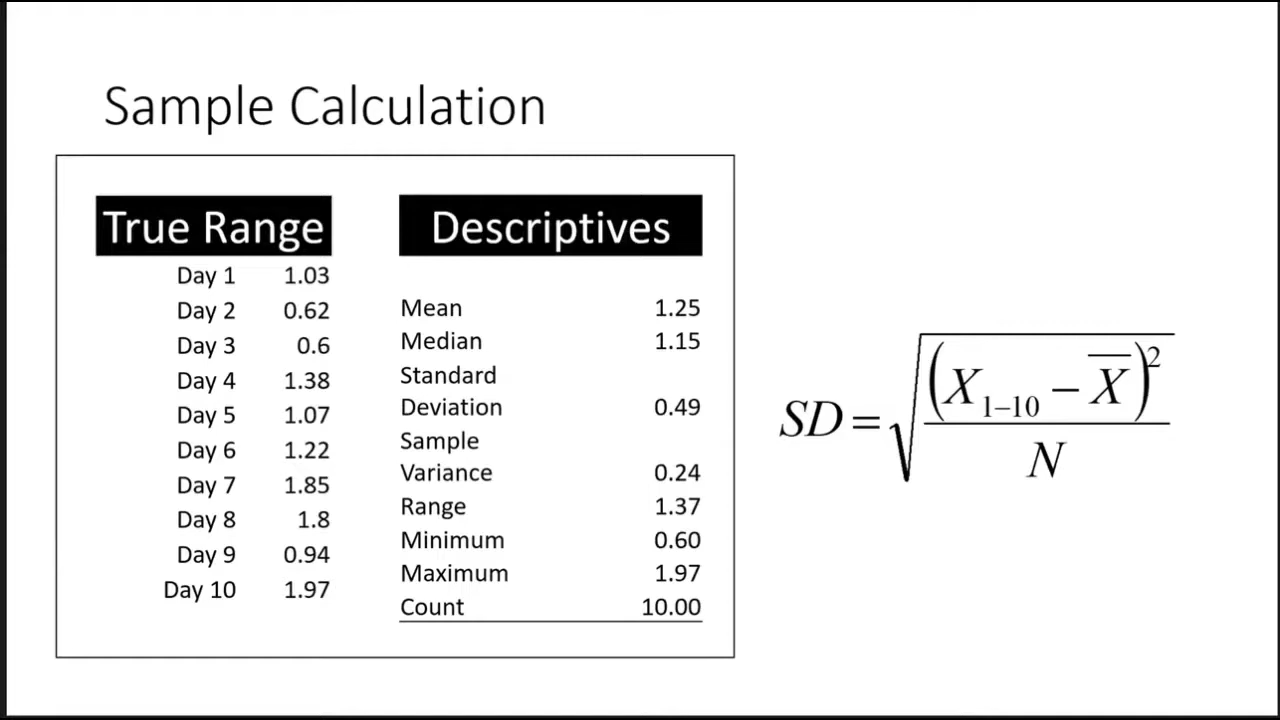 Sample Calculation
True Range
Day 1 1.03
Day 2 0.62
Day 3 0.6
Day 4 1.38
Day 5 1.07
Day 6 1.22
Day 7 1.85
Day 8 1.8
Day 9 0.94
Day 10 1.97
Descriptives
Mean 1.25
Median 1.15
Standard
Deviation 0.49
Sample
Variance 0.24
Range 1.37
Minimum 0.60
Maximum 1.97
Count 10.00
SD = √((X₁₋₁₀ − X̅)² / N)